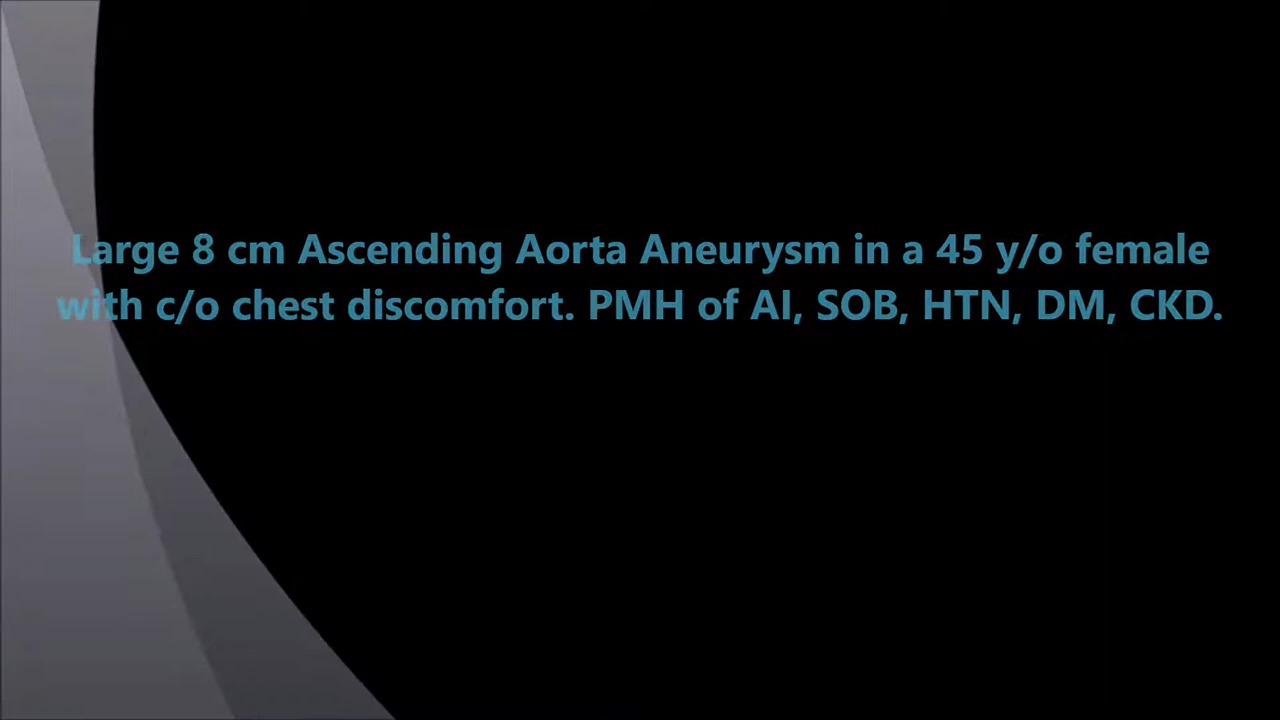 Large 8 cm Ascending Aorta Aneurysm in a 45 y/o female
with c/o chest discomfort. PMH of AI, SOB, HTN, DM, CKD.